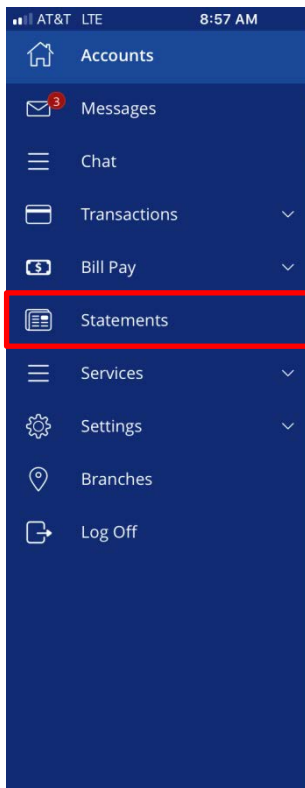 AT&T LTE 8:57 AM
Accounts
3
Messages
Chat
Transactions
$
Bill Pay
Statements
Services
Settings
Branches
Log Off